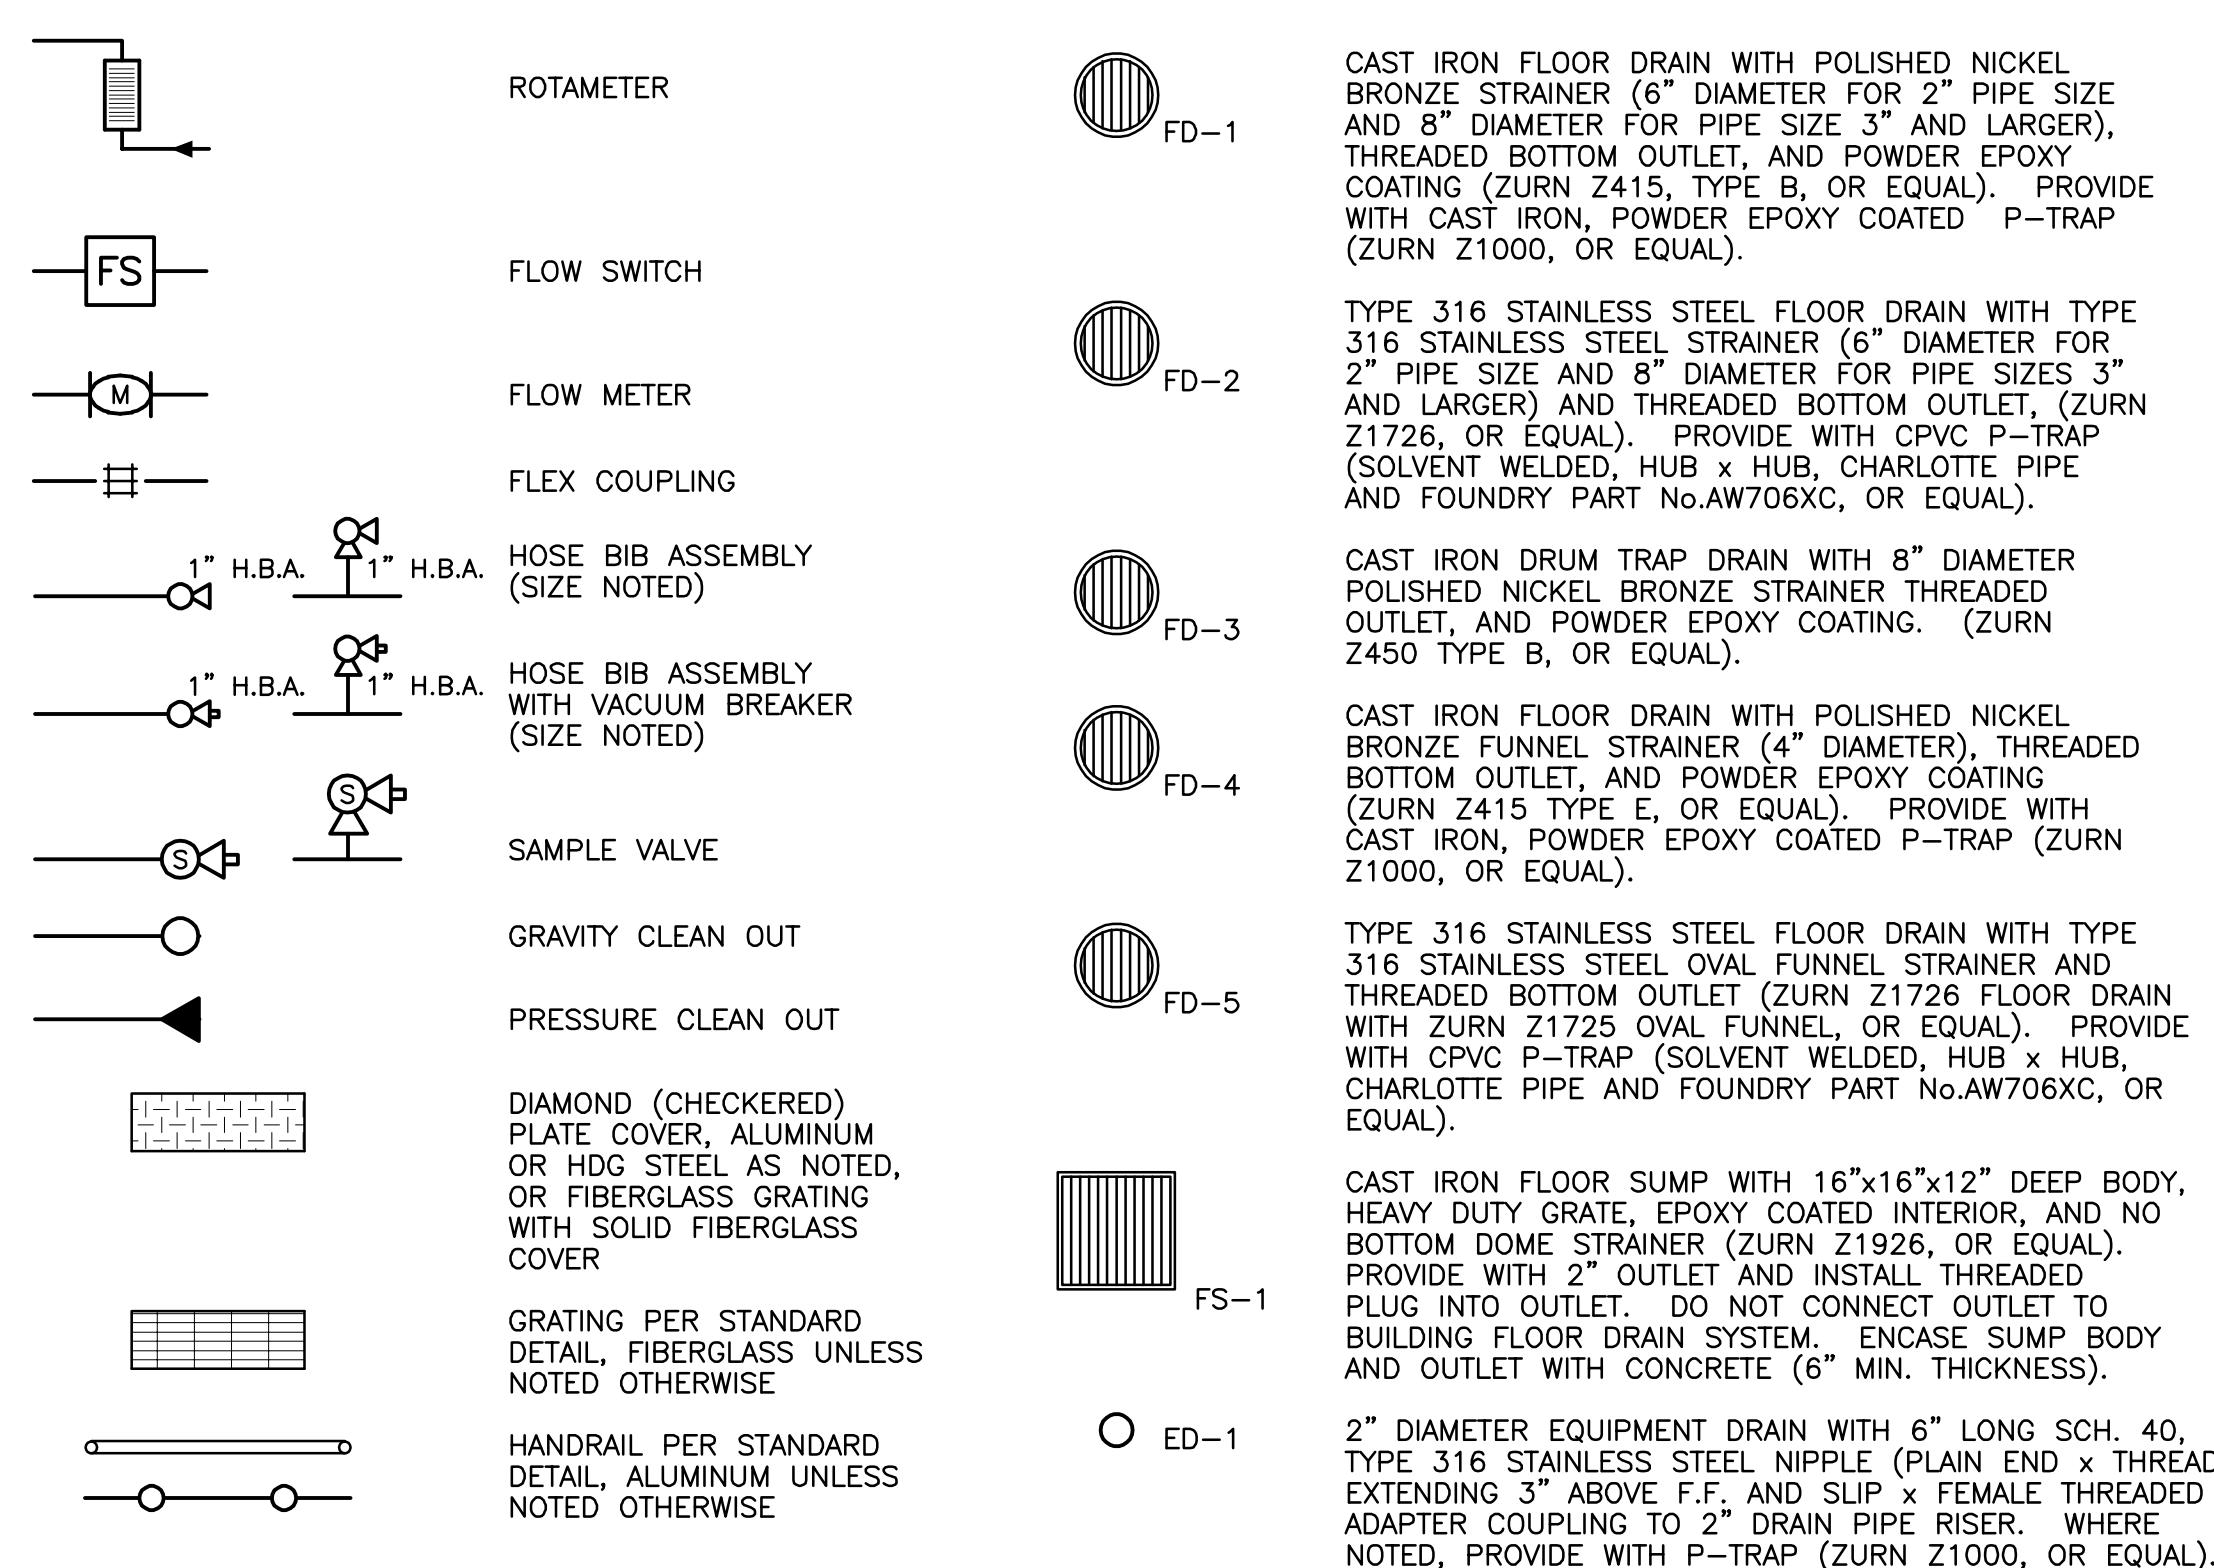 ROTAMETER
FS
FLOW SWITCH
M
FLOW METER
FLEX COUPLING
1" H.B.A.
1" H.B.A.
HOSE BIB ASSEMBLY
(SIZE NOTED)
1" H.B.A.
1" H.B.A.
HOSE BIB ASSEMBLY
WITH VACUUM BREAKER
(SIZE NOTED)
S
S
SAMPLE VALVE
GRAVITY CLEAN OUT
PRESSURE CLEAN OUT
DIAMOND (CHECKERED)
PLATE COVER, ALUMINUM
OR HDG STEEL AS NOTED,
OR FIBERGLASS GRATING
WITH SOLID FIBERGLASS
COVER
GRATING PER STANDARD
DETAIL, FIBERGLASS UNLESS
NOTED OTHERWISE
HANDRAIL PER STANDARD
DETAIL, ALUMINUM UNLESS
NOTED OTHERWISE
FD-1
CAST IRON FLOOR DRAIN WITH POLISHED NICKEL
BRONZE STRAINER (6" DIAMETER FOR 2" PIPE SIZE
AND 8" DIAMETER FOR PIPE SIZE 3" AND LARGER),
THREADED BOTTOM OUTLET, AND POWDER EPOXY
COATING (ZURN Z415, TYPE B, OR EQUAL). PROVIDE
WITH CAST IRON, POWDER EPOXY COATED P-TRAP
(ZURN Z1000, OR EQUAL).
FD-2
TYPE 316 STAINLESS STEEL FLOOR DRAIN WITH TYPE
316 STAINLESS STEEL STRAINER (6" DIAMETER FOR
2" PIPE SIZE AND 8" DIAMETER FOR PIPE SIZES 3"
AND LARGER) AND THREADED BOTTOM OUTLET, (ZURN
Z1726, OR EQUAL). PROVIDE WITH CPVC P-TRAP
(SOLVENT WELDED, HUB x HUB, CHARLOTTE PIPE
AND FOUNDRY PART No.AW706XC, OR EQUAL).
FD-3
CAST IRON DRUM TRAP DRAIN WITH 8" DIAMETER
POLISHED NICKEL BRONZE STRAINER THREADED
OUTLET, AND POWDER EPOXY COATING. (ZURN
Z450 TYPE B, OR EQUAL).
FD-4
CAST IRON FLOOR DRAIN WITH POLISHED NICKEL
BRONZE FUNNEL STRAINER (4" DIAMETER), THREADED
BOTTOM OUTLET, AND POWDER EPOXY COATING
(ZURN Z415 TYPE E, OR EQUAL). PROVIDE WITH
CAST IRON, POWDER EPOXY COATED P-TRAP (ZURN
Z1000, OR EQUAL).
FD-5
TYPE 316 STAINLESS STEEL FLOOR DRAIN WITH TYPE
316 STAINLESS STEEL OVAL FUNNEL STRAINER AND
THREADED BOTTOM OUTLET (ZURN Z1726 FLOOR DRAIN
WITH ZURN Z1725 OVAL FUNNEL, OR EQUAL). PROVIDE
WITH CPVC P-TRAP (SOLVENT WELDED, HUB x HUB,
CHARLOTTE PIPE AND FOUNDRY PART No.AW706XC, OR
EQUAL).
FS-1
CAST IRON FLOOR SUMP WITH 16"x16"x12" DEEP BODY,
HEAVY DUTY GRATE, EPOXY COATED INTERIOR, AND NO
BOTTOM DOME STRAINER (ZURN Z1926, OR EQUAL).
PROVIDE WITH 2" OUTLET AND INSTALL THREADED
PLUG INTO OUTLET. DO NOT CONNECT OUTLET TO
BUILDING FLOOR DRAIN SYSTEM. ENCASE SUMP BODY
AND OUTLET WITH CONCRETE (6" MIN. THICKNESS).
ED-1
2" DIAMETER EQUIPMENT DRAIN WITH 6" LONG SCH. 40,
TYPE 316 STAINLESS STEEL NIPPLE (PLAIN END x THREAD
EXTENDING 3" ABOVE F.F. AND SLIP x FEMALE THREADED
ADAPTER COUPLING TO 2" DRAIN PIPE RISER. WHERE
NOTED, PROVIDE WITH P-TRAP (ZURN Z1000, OR EQUAL).